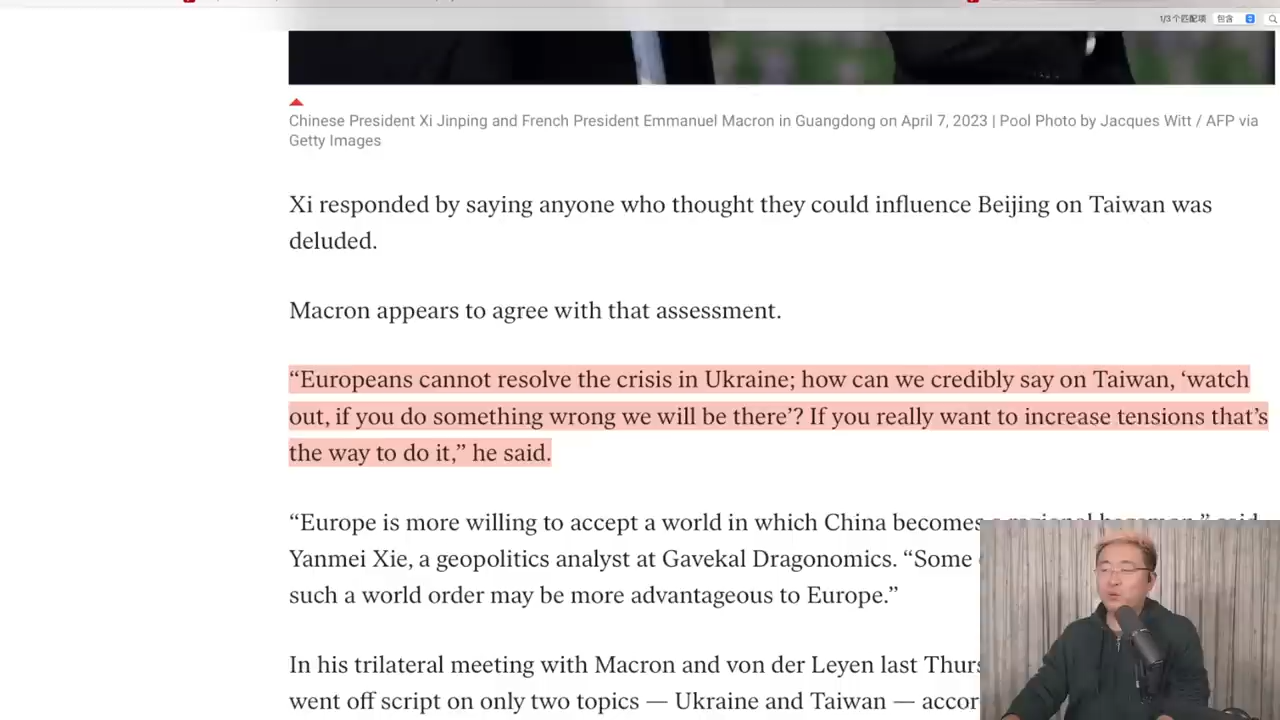 1/3个匹配项 包含
Chinese President Xi Jinping and French President Emmanuel Macron in Guangdong on April 7, 2023 | Pool Photo by Jacques Witt / AFP via
Getty Images
Xi responded by saying anyone who thought they could influence Beijing on Taiwan was
deluded.
Macron appears to agree with that assessment.
“Europeans cannot resolve the crisis in Ukraine; how can we credibly say on Taiwan, ‘watch
out, if you do something wrong we will be there’? If you really want to increase tensions that’s
the way to do it,” he said.
“Europe is more willing to accept a world in which China becomes a regional hegemon,” said
Yanmei Xie, a geopolitics analyst at Gavekal Dragonomics. “Some
such a world order may be more advantageous to Europe.”
In his trilateral meeting with Macron and von der Leyen last Thurs
went off script on only two topics — Ukraine and Taiwan — accor